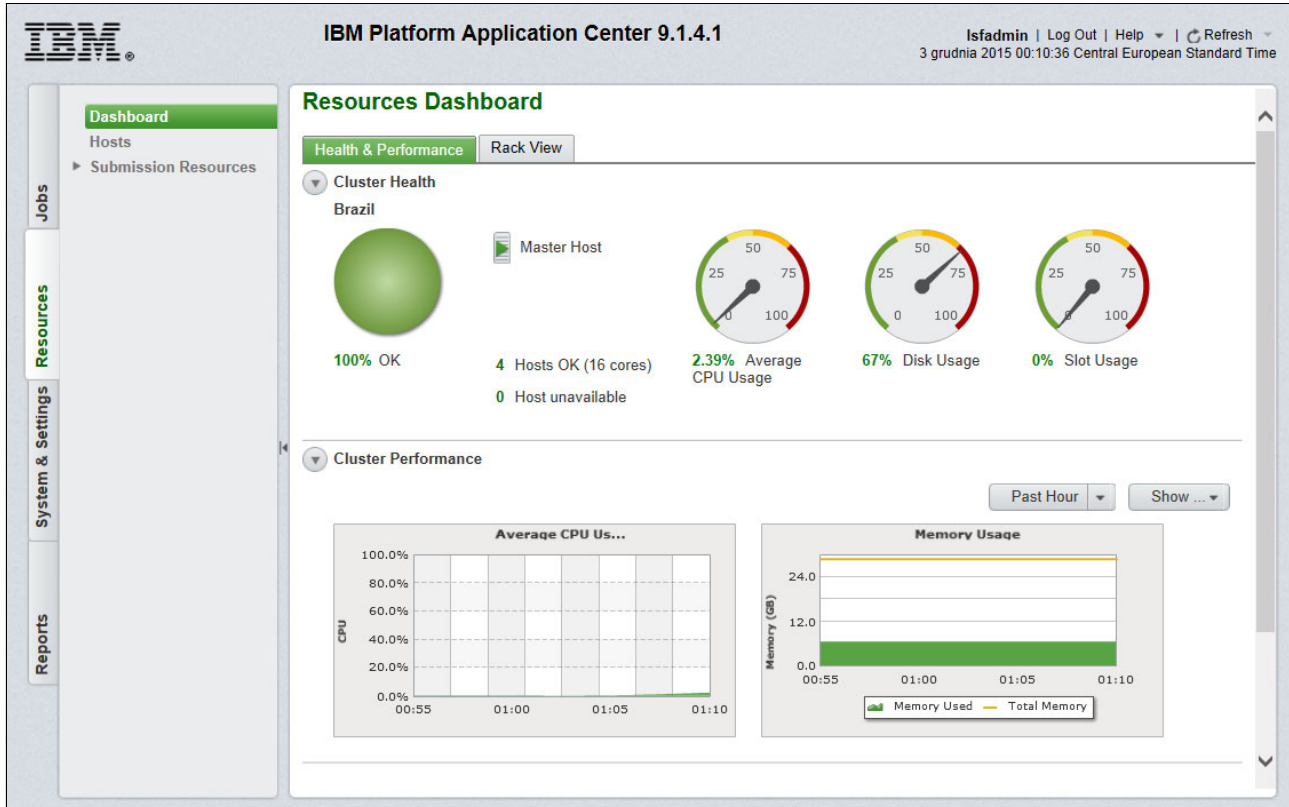 IBM®
IBM Platform Application Center 9.1.4.1
lsfadmin | Log Out | Help | Refresh
3 grudnia 2015 00:10:36 Central European Standard Time
Jobs
Resources
System & Settings
Reports
Dashboard
Hosts
Submission Resources
Resources Dashboard
Health & Performance
Rack View
Cluster Health
Brazil
100% OK
Master Host
4 Hosts OK (16 cores)
0 Host unavailable
0 25 50 75 100
2.39% Average
CPU Usage
0 25 50 75 100
67% Disk Usage
0 25 50 75 100
0% Slot Usage
Cluster Performance
Past Hour
Show ...
Average CPU Us...
CPU
100.0%
80.0%
60.0%
40.0%
20.0%
0.0%
00:55 01:00 01:05 01:10
Memory Usage
Memory (GB)
24.0
12.0
0.0
00:55 01:00 01:05 01:10
Memory Used Total Memory